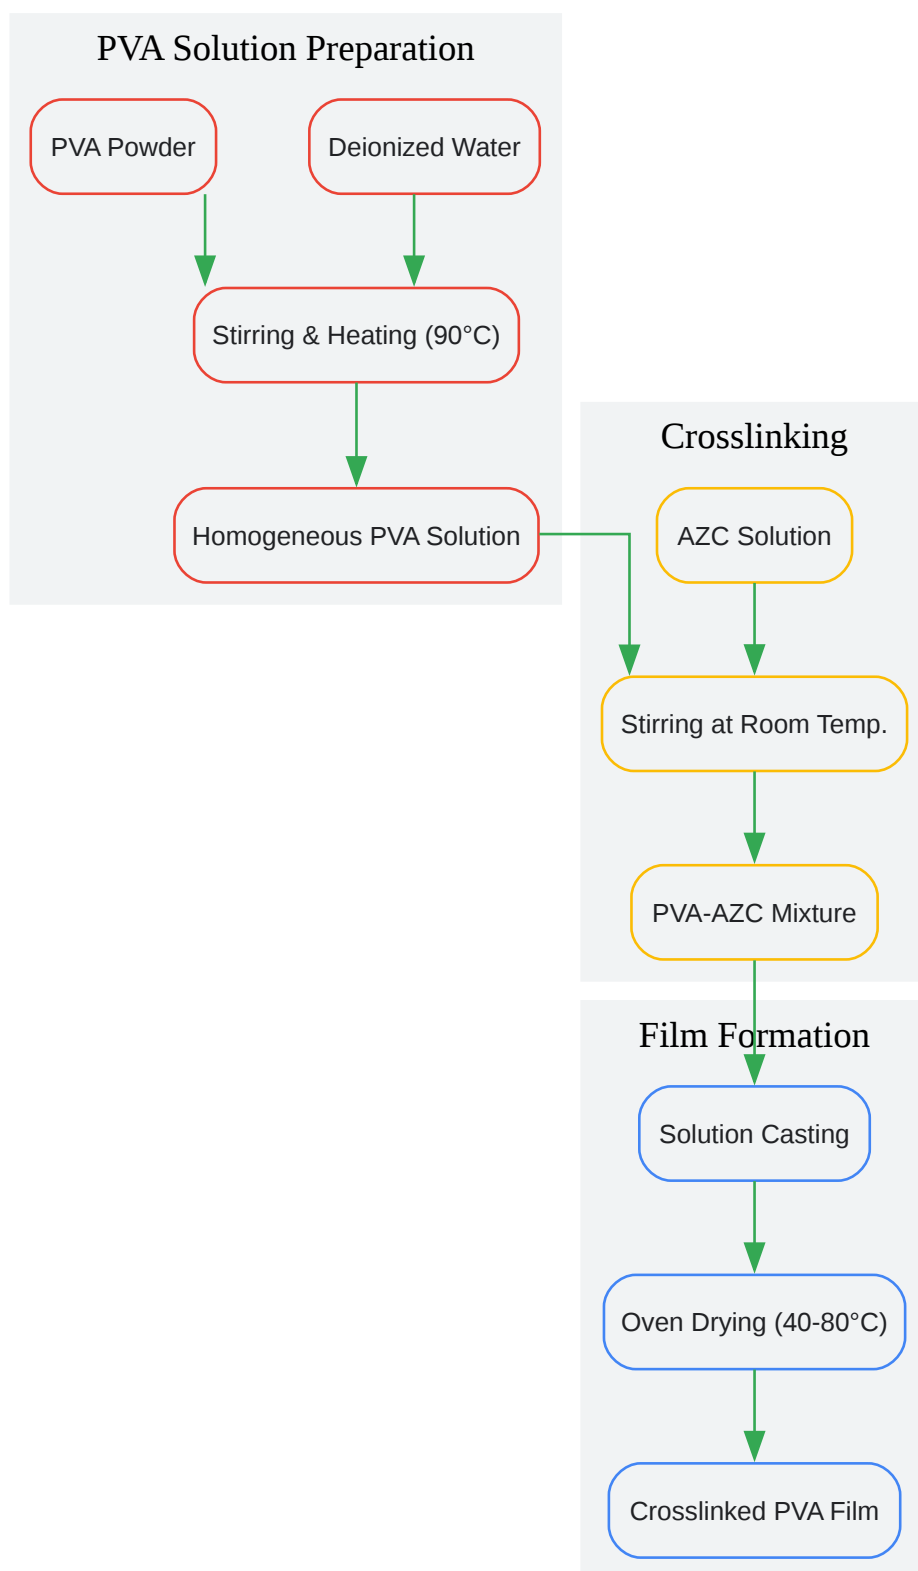 PVA Solution Preparation
PVA Powder
Deionized Water
Stirring & Heating (90°C)
Homogeneous PVA Solution
Crosslinking
AZC Solution
Stirring at Room Temp.
PVA-AZC Mixture
Film Formation
Solution Casting
Oven Drying (40-80°C)
Crosslinked PVA Film